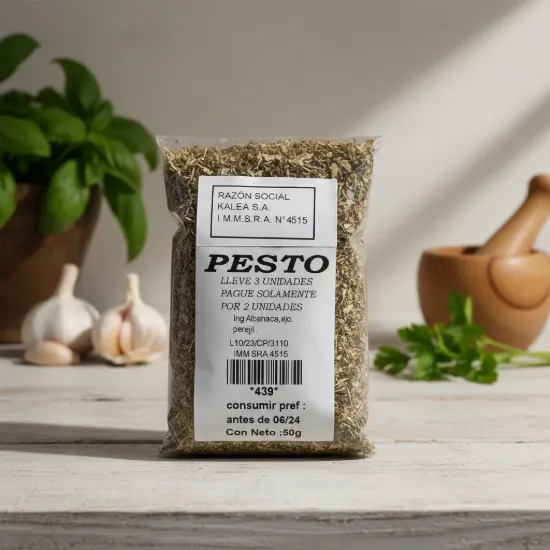 RAZÓN SOCIAL
KALEA S.A.
I.M.M.S.R.A. N°4515
PESTO
LLEVE 3 UNIDADES
PAGUE SOLAMENTE
POR 2 UNIDADES
Ing.Albahaca,ajo.
perejil.
L10/23/CP/3110
IMM SRA 4515
*439*
consumir pref :
antes de 06/24
Con Neto :50g